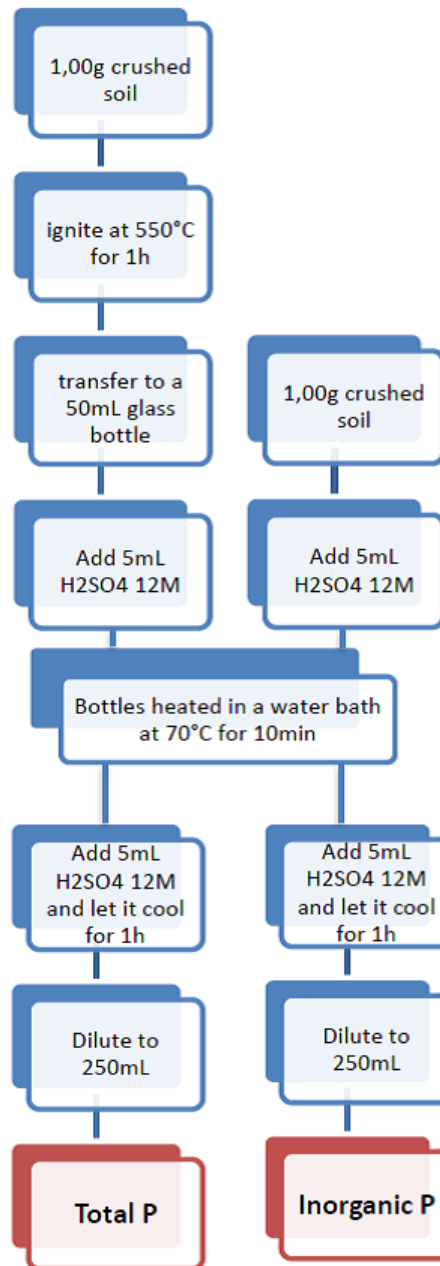 1,00g crushed
soil
ignite at 550°C
for 1h
transfer to a
50mL glass
bottle
1,00g crushed
soil
Add 5mL
H2SO4 12M
Add 5mL
H2SO4 12M
Bottles heated in a water bath
at 70°C for 10min
Add 5mL
H2SO4 12M
and let it cool
for 1h
Add 5mL
H2SO4 12M
and let it cool
for 1h
Dilute to
250mL
Dilute to
250mL
Total P
Inorganic P